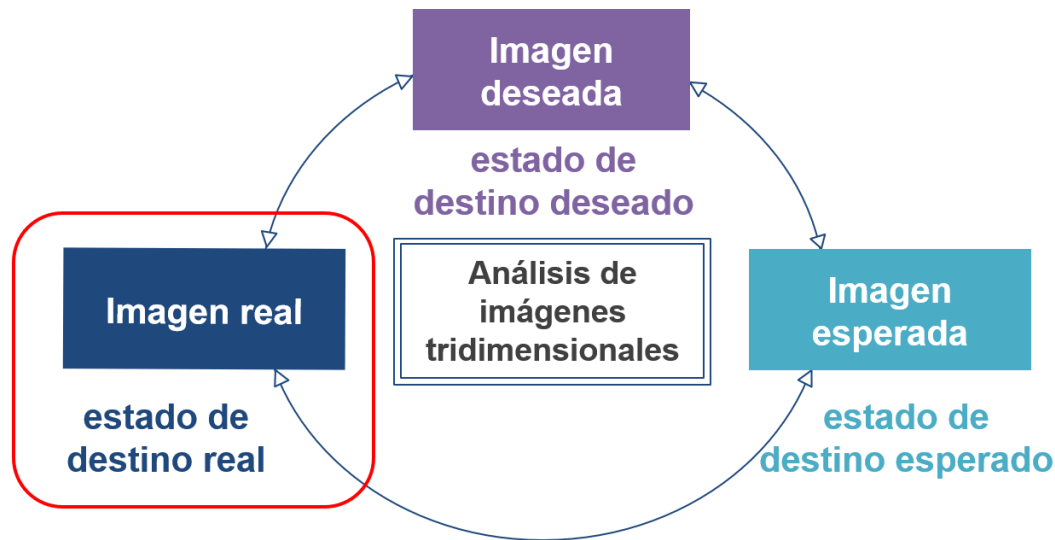 Imagen
deseada
estado de
destino deseado
Imagen real
estado de
destino real
Análisis de
imágenes
tridimensionales
Imagen
esperada
estado de
destino esperado